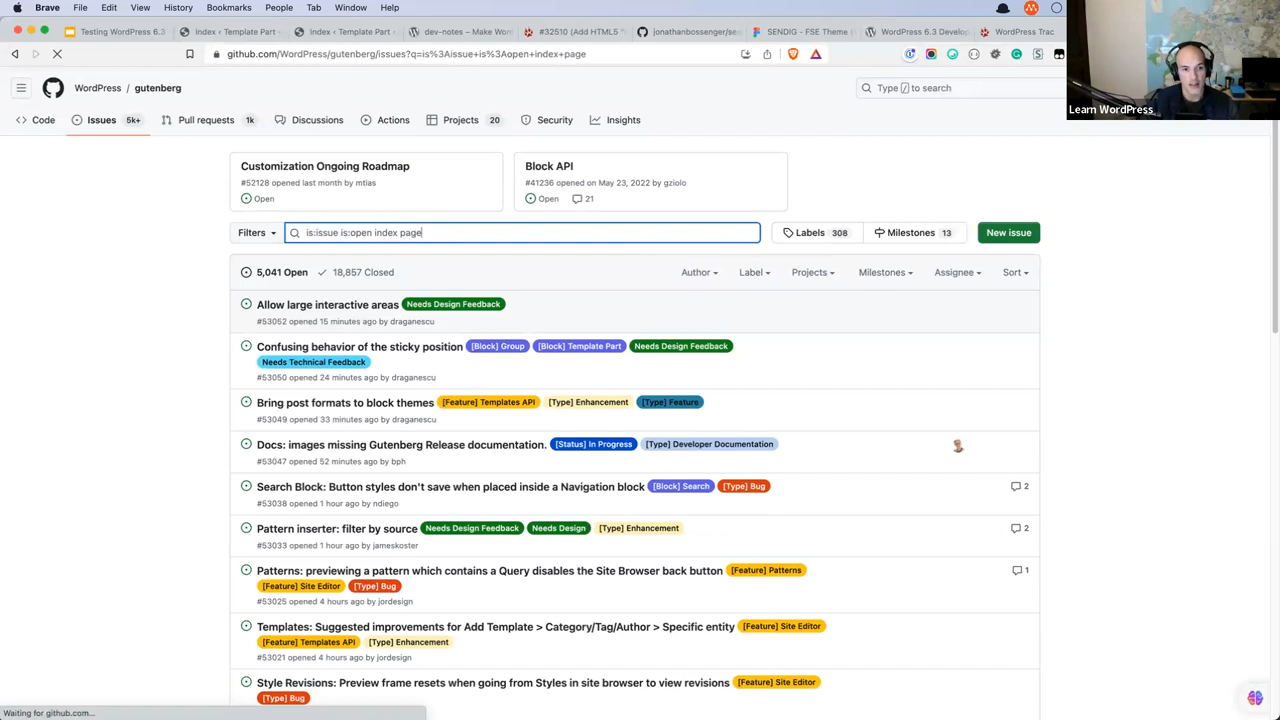 Brave File Edit View History Bookmarks People Tab Window Help
Testing WordPress 6.3
Index ‹ Template Part
Index ‹ Template Part
dev-notes – Make Wor
#32510 (Add HTML5 "
jonathanbossenger/sen
SENDIG - FSE Theme (
WordPress 6.3 Develo
WordPress Trac
github.com/WordPress/gutenberg/issues?q=is%3Aissue+is%3Aopen+index+page
Learn WordPress
WordPress / gutenberg
Type / to search
Code
Issues 5k+
Pull requests 1k
Discussions
Projects 20
Security
Insights
Customization Ongoing Roadmap
#52128 opened last month by mtias
Open
Block API
#41236 opened on May 23, 2022 by gziolo
Open 21
Filters
is:issue is:open index page
Labels 308
Milestones 13
New issue
5,041 Open 18,857 Closed
Author Label Projects Milestones Assignee Sort
Allow large interactive areas Needs Design Feedback
#53052 opened 15 minutes ago by draganescu
Confusing behavior of the sticky position [Block] Group [Block] Template Part Needs Design Feedback
Needs Technical Feedback
#53050 opened 24 minutes ago by draganescu
Bring post formats to block themes [Feature] Templates API [Type] Enhancement [Type] Feature
#53049 opened 33 minutes ago by draganescu
Docs: images missing Gutenberg Release documentation. [Status] In Progress [Type] Developer Documentation
#53047 opened 52 minutes ago by bph
Search Block: Button styles don't save when placed inside a Navigation block [Block] Search [Type] Bug 2
#53038 opened 1 hour ago by ndiego
Pattern inserter: filter by source Needs Design Feedback Needs Design [Type] Enhancement 2
#53033 opened 1 hour ago by jameskoster
Patterns: previewing a pattern which contains a Query disables the Site Browser back button [Feature] Patterns 1
[Feature] Site Editor [Type] Bug
#53025 opened 4 hours ago by jordesign
Templates: Suggested improvements for Add Template > Category/Tag/Author > Specific entity [Feature] Site Editor
[Feature] Templates API [Type] Enhancement
#53021 opened 4 hours ago by jordesign
Style Revisions: Preview frame resets when going from Styles in site browser to view revisions [Feature] Site Editor
[Type] Bug
Waiting for github.com...